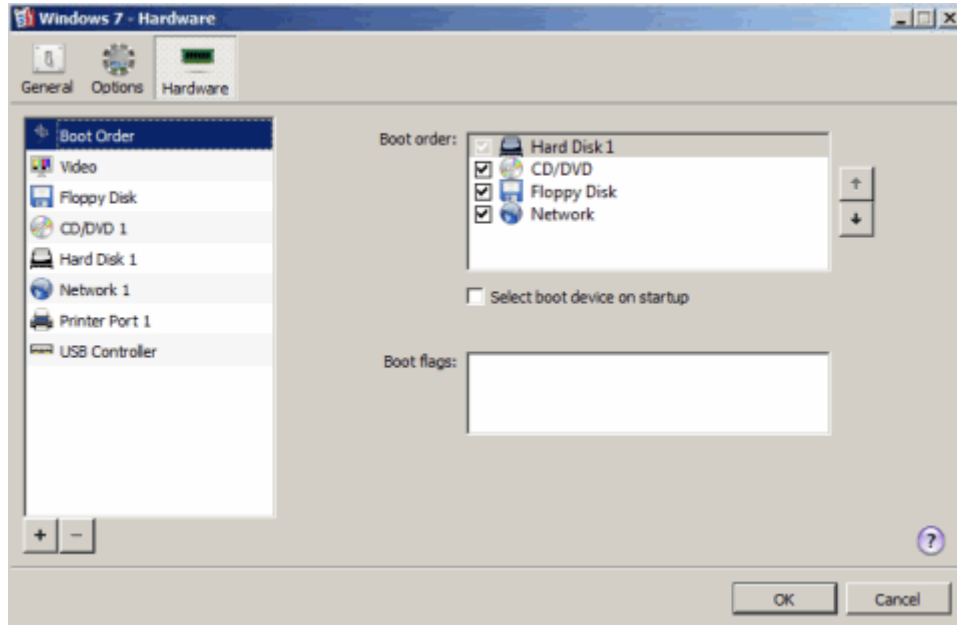 Windows 7 - Hardware
General Options Hardware
Boot Order
Video
Floppy Disk
CD/DVD 1
Hard Disk 1
Network 1
Printer Port 1
USB Controller
+ −
Boot order:
Hard Disk 1
CD/DVD
Floppy Disk
Network
Select boot device on startup
Boot flags:
?
OK Cancel